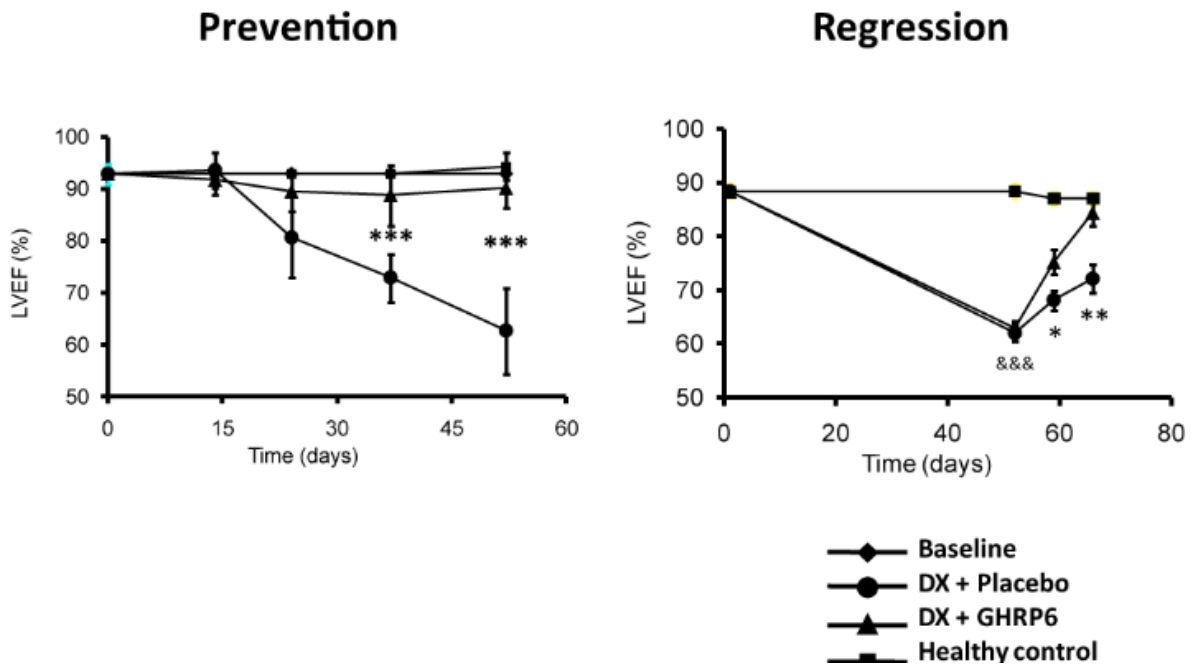 Prevention
Regression
100
90
80
70
60
50
LVEF (%)
***
***
0
15
30
45
60
Time (days)
100
90
80
70
60
50
LVEF (%)
&&&
*
**
0
20
40
60
80
Time (days)
Baseline
DX + Placebo
DX + GHRP6
Healthy control